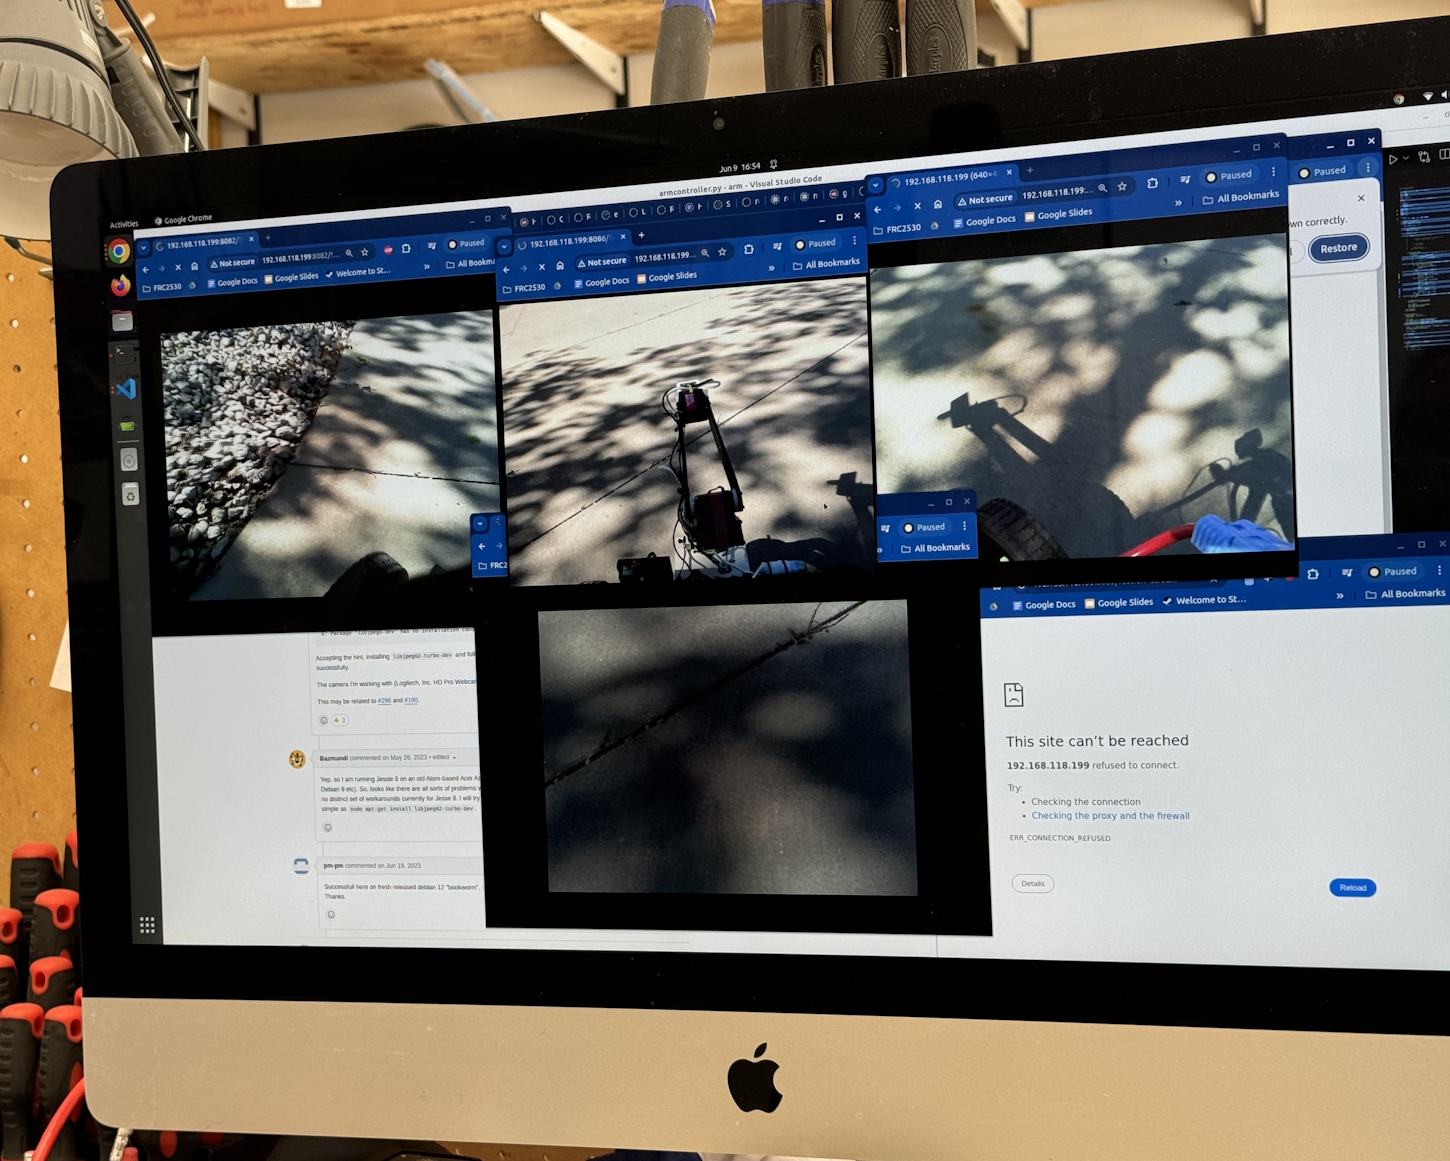 Jun 9 16:54
armcontroller.py - arm - Visual Studio Code
Activities
Google Chrome
192.168.118.199:8082/
Not secure
192.168.118.199:8082/?...
Paused
FRC2530
Google Docs
Google Slides
Welcome to St...
»
All Bookmarks
192.168.118.199:8086/
Not secure
192.168.118.199...
Paused
FRC2530
Google Docs
Google Slides
»
All Bookmarks
192.168.118.199 (640×4
Not secure
192.168.118.199:...
Paused
FRC2530
Google Docs
Google Slides
»
All Bookmarks
Paused
wn correctly.
Restore
FRC2
Paused
»
All Bookmarks
Paused
Google Docs
Google Slides
Welcome to St...
»
All Bookmarks
Accepting the hint, installing libjpeg62-turbo-dev and foll
successfully.
The camera I'm working with (Logitech, Inc. HD Pro Webcam
This may be related to #296 and #190.
2
Bazmundi commented on May 26, 2023 • edited
Yep, so I am running Jessie 8 on an old Atom-based Acer A
Debian 9 etc). So, looks like there are all sorts of problems
no distinct set of workarounds currently for Jesse 8. I will try
simple as sudo apt-get install libjpeg62-turbo-dev.
pm-pm commented on Jun 19, 2023
Successfull here on fresh released debian 12 "bookworm".
Thanks.
This site can't be reached
192.168.118.199 refused to connect.
Try:
• Checking the connection
• Checking the proxy and the firewall
ERR_CONNECTION_REFUSED
Details
Reload